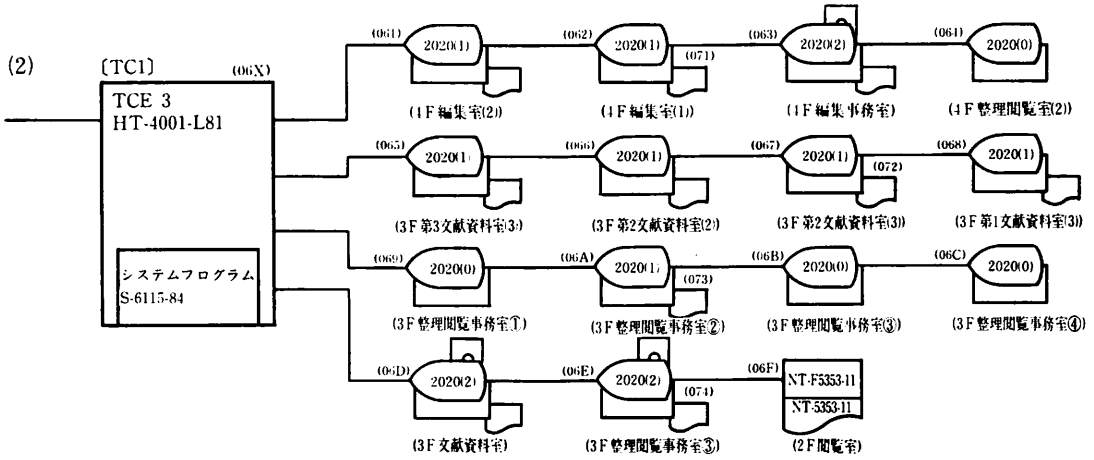 (2)
〔TC1〕
(06X)
TCE 3
HT-4001-L81
システムフログラム
S-6115-84
(061)
2020(1)
(4F編集室(2))
(062)
2020(1)
(071)
(4F編集室(1))
(063)
2020(2)
(4F編集事務室)
(064)
2020(0)
(4F整理閲覧室(2))
(065)
2020(1)
(3F第3文献資料室(3))
(066)
2020(1)
(3F第2文献資料室(2))
(067)
2020(1)
(072)
(3F第2文献資料室(3))
(068)
2020(1)
(3F第1文献資料室(3))
(069)
2020(0)
(3F整理閲覧事務室①)
(06A)
2020(1)
(073)
(3F整理閲覧事務室②)
(06B)
2020(0)
(3F整理閲覧事務室③)
(06C)
2020(0)
(3F整理閲覧事務室④)
(06D)
2020(2)
(3F文献資料室)
(06E)
2020(2)
(074)
(3F整理閲覧事務室③)
(06F)
NT-F5353-11
NT-5353-11
(2F閲覧室)